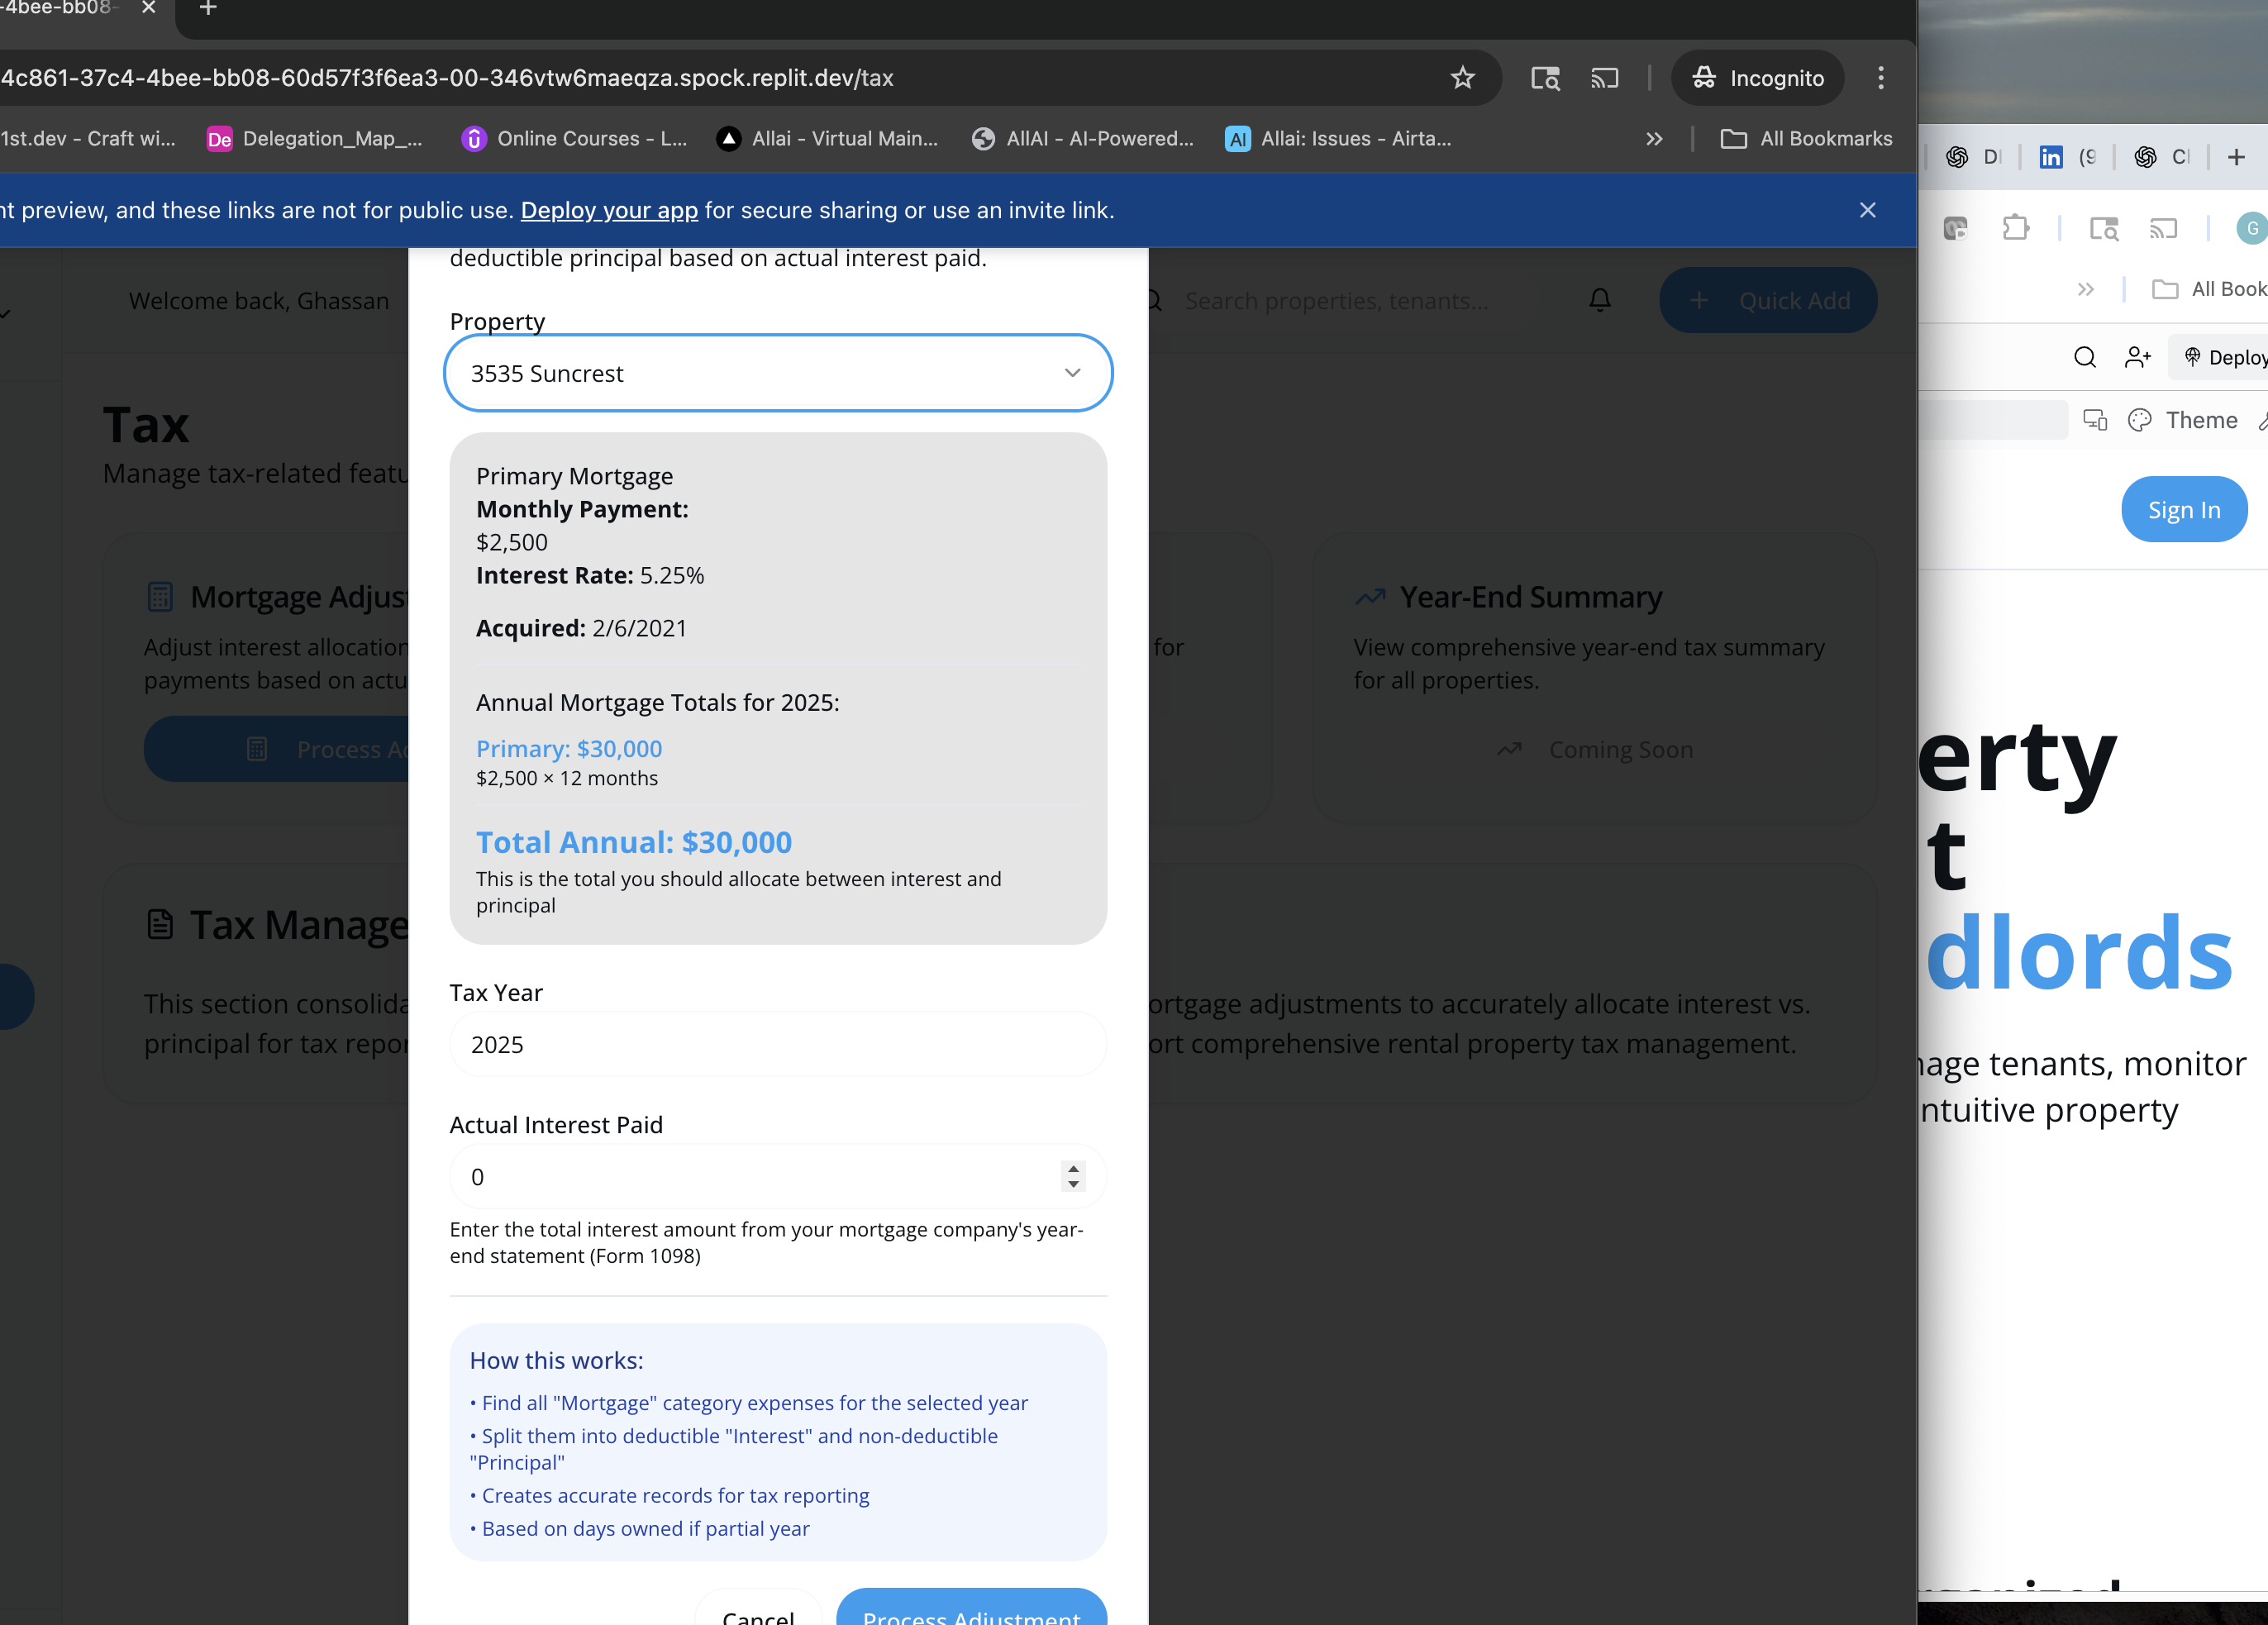 -4bee-bb08-
4c861-37c4-4bee-bb08-60d57f3f6ea3-00-346vtw6maeqza.spock.replit.dev/tax
Incognito
1st.dev - Craft wi...
De
Delegation_Map_...
Online Courses - L...
Allai - Virtual Main...
AllAI - AI-Powered...
AI
Allai: Issues - Airta...
All Bookmarks
nt preview, and these links are not for public use. Deploy your app for secure sharing or use an invite link.
Welcome back, Ghassan
Search properties, tenants...
Quick Add
Tax
Manage tax-related featu
Mortgage Adjus
Adjust interest allocation
payments based on actu
Process Ad
for
Year-End Summary
View comprehensive year-end tax summary
for all properties.
Coming Soon
Tax Manage
This section consolida
principal for tax repor
ortgage adjustments to accurately allocate interest vs.
ort comprehensive rental property tax management.
deductible principal based on actual interest paid.
Property
3535 Suncrest
Primary Mortgage
Monthly Payment:
$2,500
Interest Rate: 5.25%
Acquired: 2/6/2021
Annual Mortgage Totals for 2025:
Primary: $30,000
$2,500 × 12 months
Total Annual: $30,000
This is the total you should allocate between interest and
principal
Tax Year
2025
Actual Interest Paid
0
Enter the total interest amount from your mortgage company's year-
end statement (Form 1098)
How this works:
• Find all "Mortgage" category expenses for the selected year
• Split them into deductible "Interest" and non-deductible
"Principal"
• Creates accurate records for tax reporting
• Based on days owned if partial year
Cancel
Process Adjustment
in
(9
G
All Book
Deploy
Theme
Sign In
erty
t
dlords
nage tenants, monitor
ntuitive property